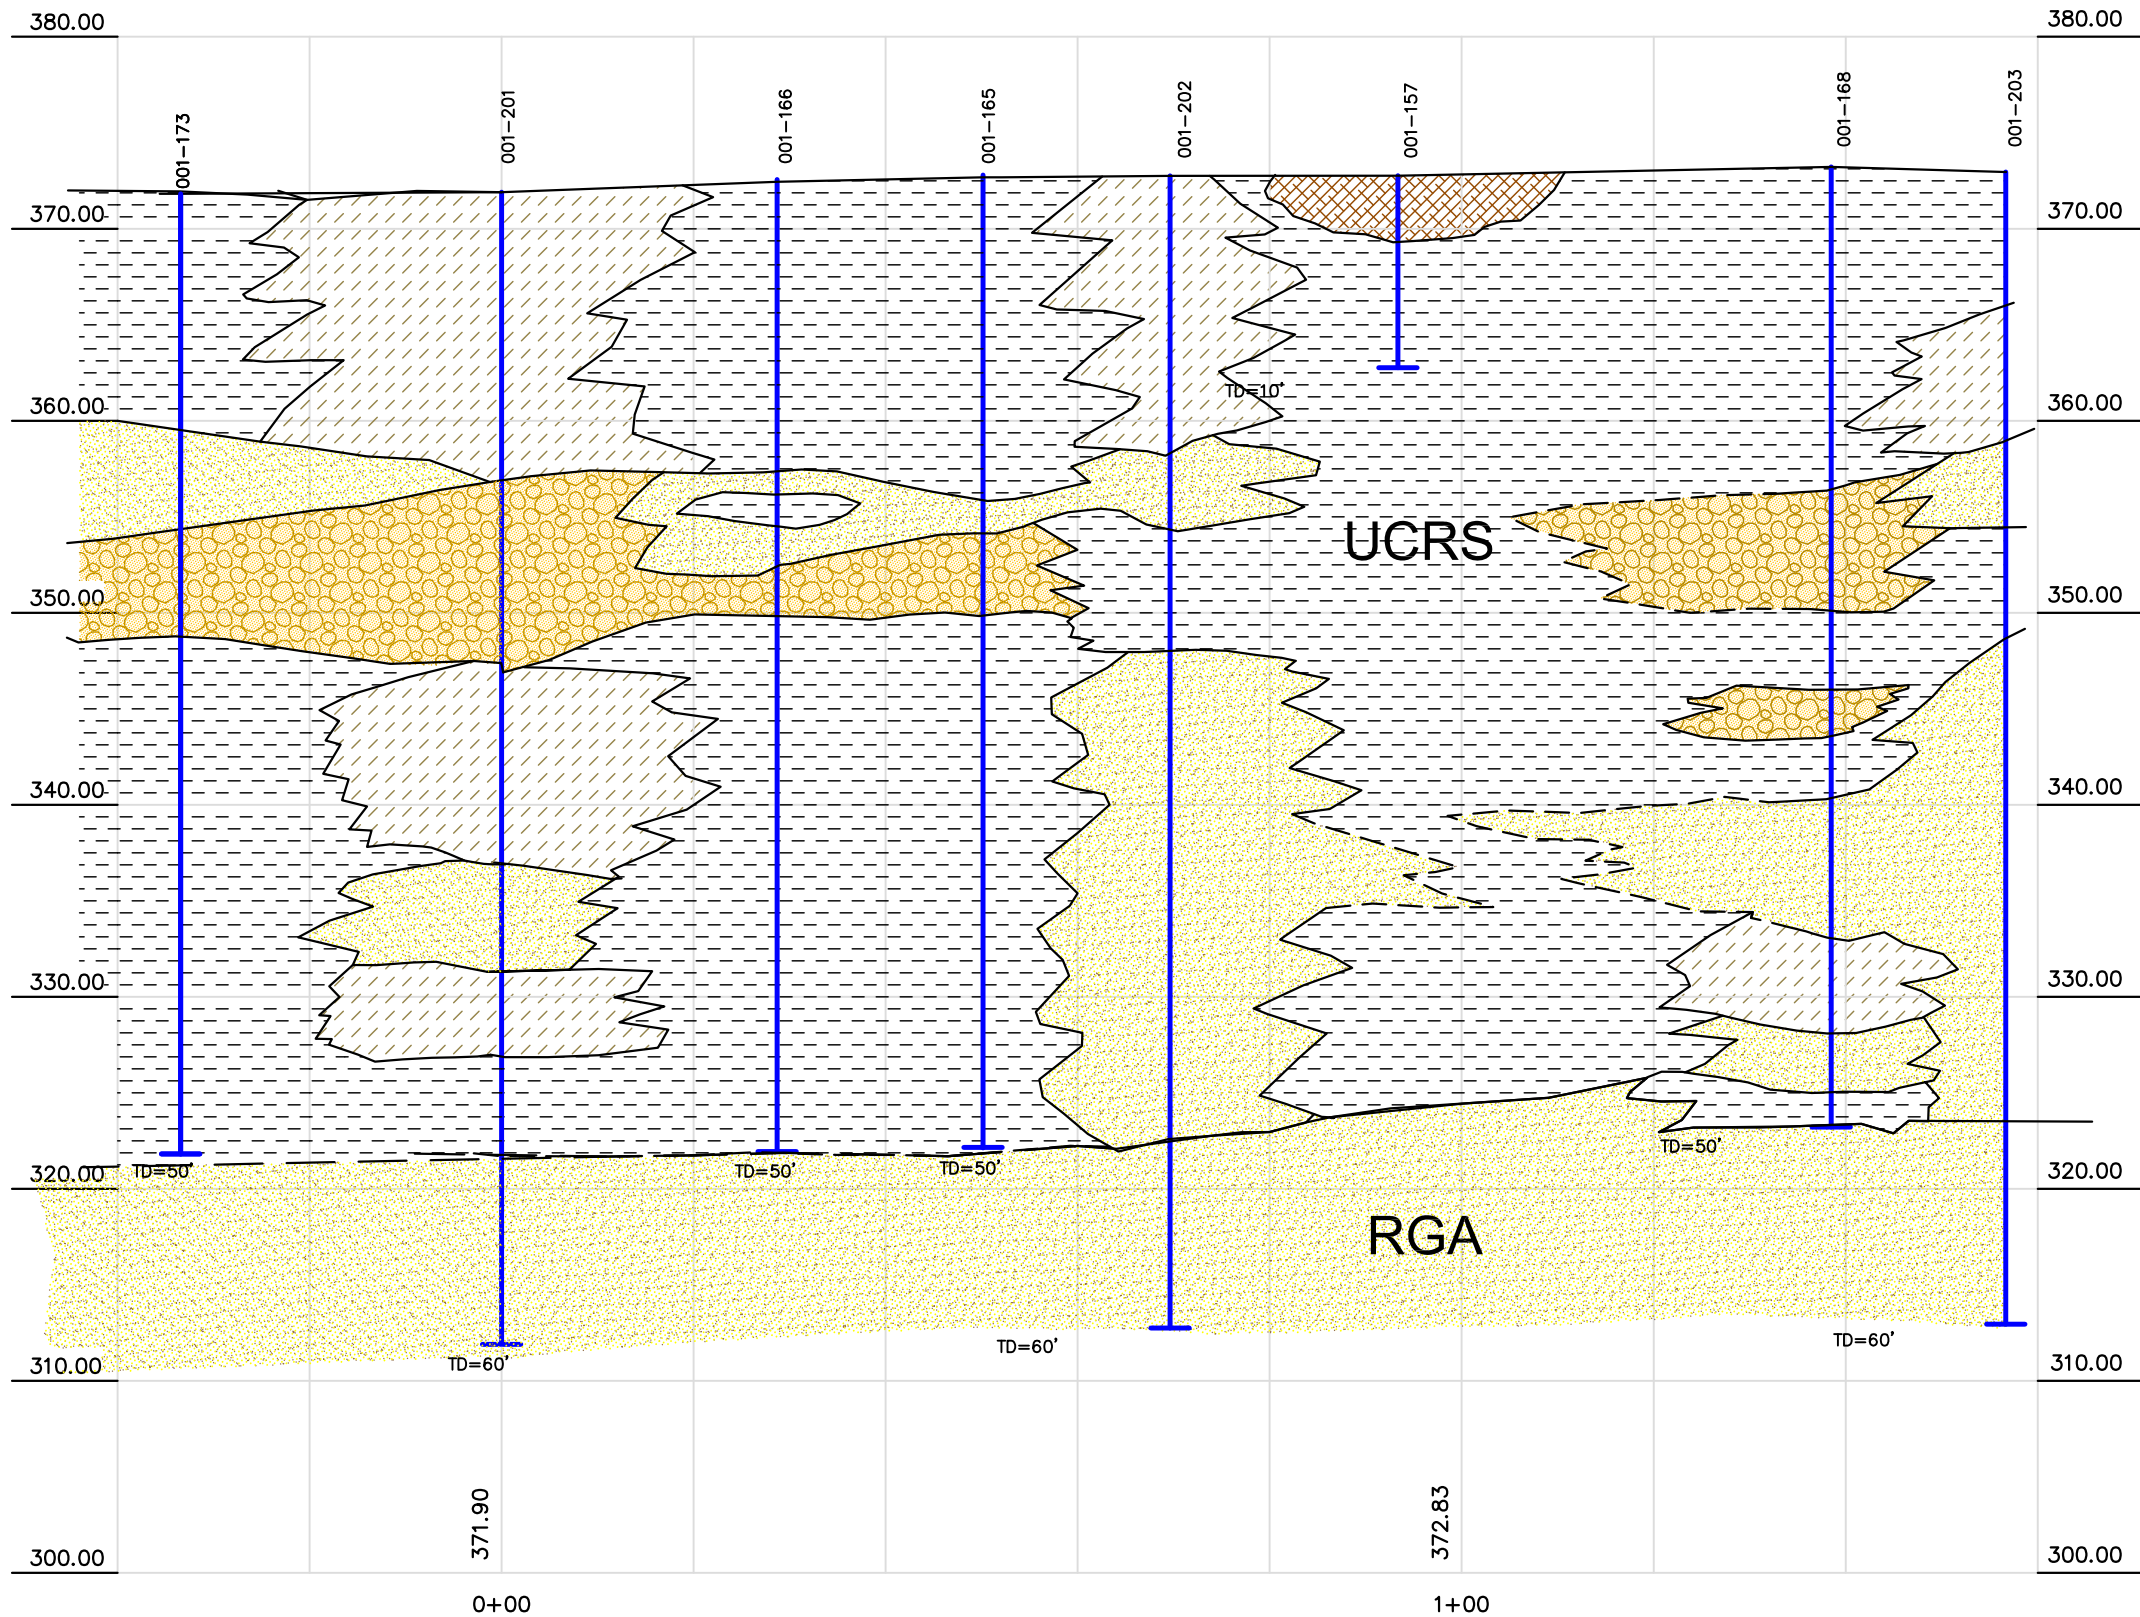 380.00 380.00
001-173 001-201 001-166 001-165 001-202 001-157 001-168 001-203
370.00 370.00
TD=10'
360.00 360.00
UCRS
350.00 350.00
340.00 340.00
330.00 330.00
TD=50'
TD=50' TD=50' TD=50'
320.00 320.00
RGA
TD=60' TD=60'
TD=60'
310.00 310.00
371.90 372.83
300.00 300.00
0+00 1+00